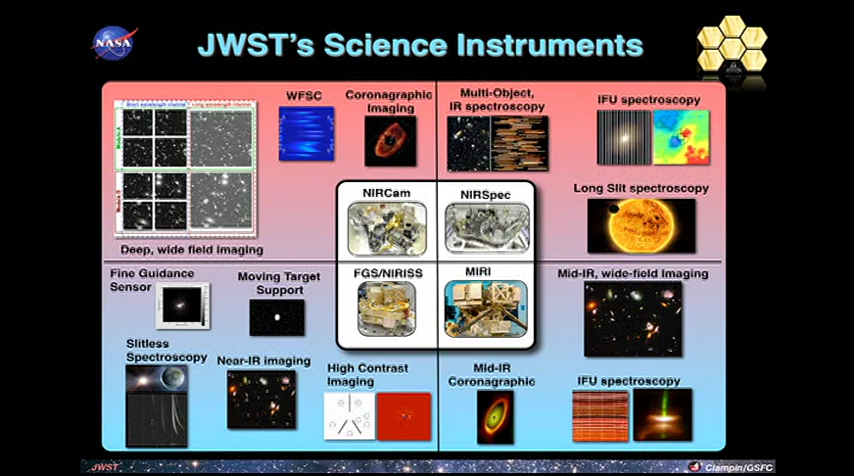 NASA
JWST's Science Instruments
WFSC
Coronagraphic
Imaging
Multi-Object,
IR spectroscopy
IFU spectroscopy
Deep, wide field imaging
NIRCam
NIRSpec
Long Slit spectroscopy
Fine Guidance
Sensor
Moving Target
Support
FGS/NIRISS
MIRI
Mid-IR, wide-field Imaging
Slitless
Spectroscopy
Near-IR imaging
High Contrast
Imaging
Mid-IR
Coronagraphic
IFU spectroscopy
JWST
Clampin/GSFC